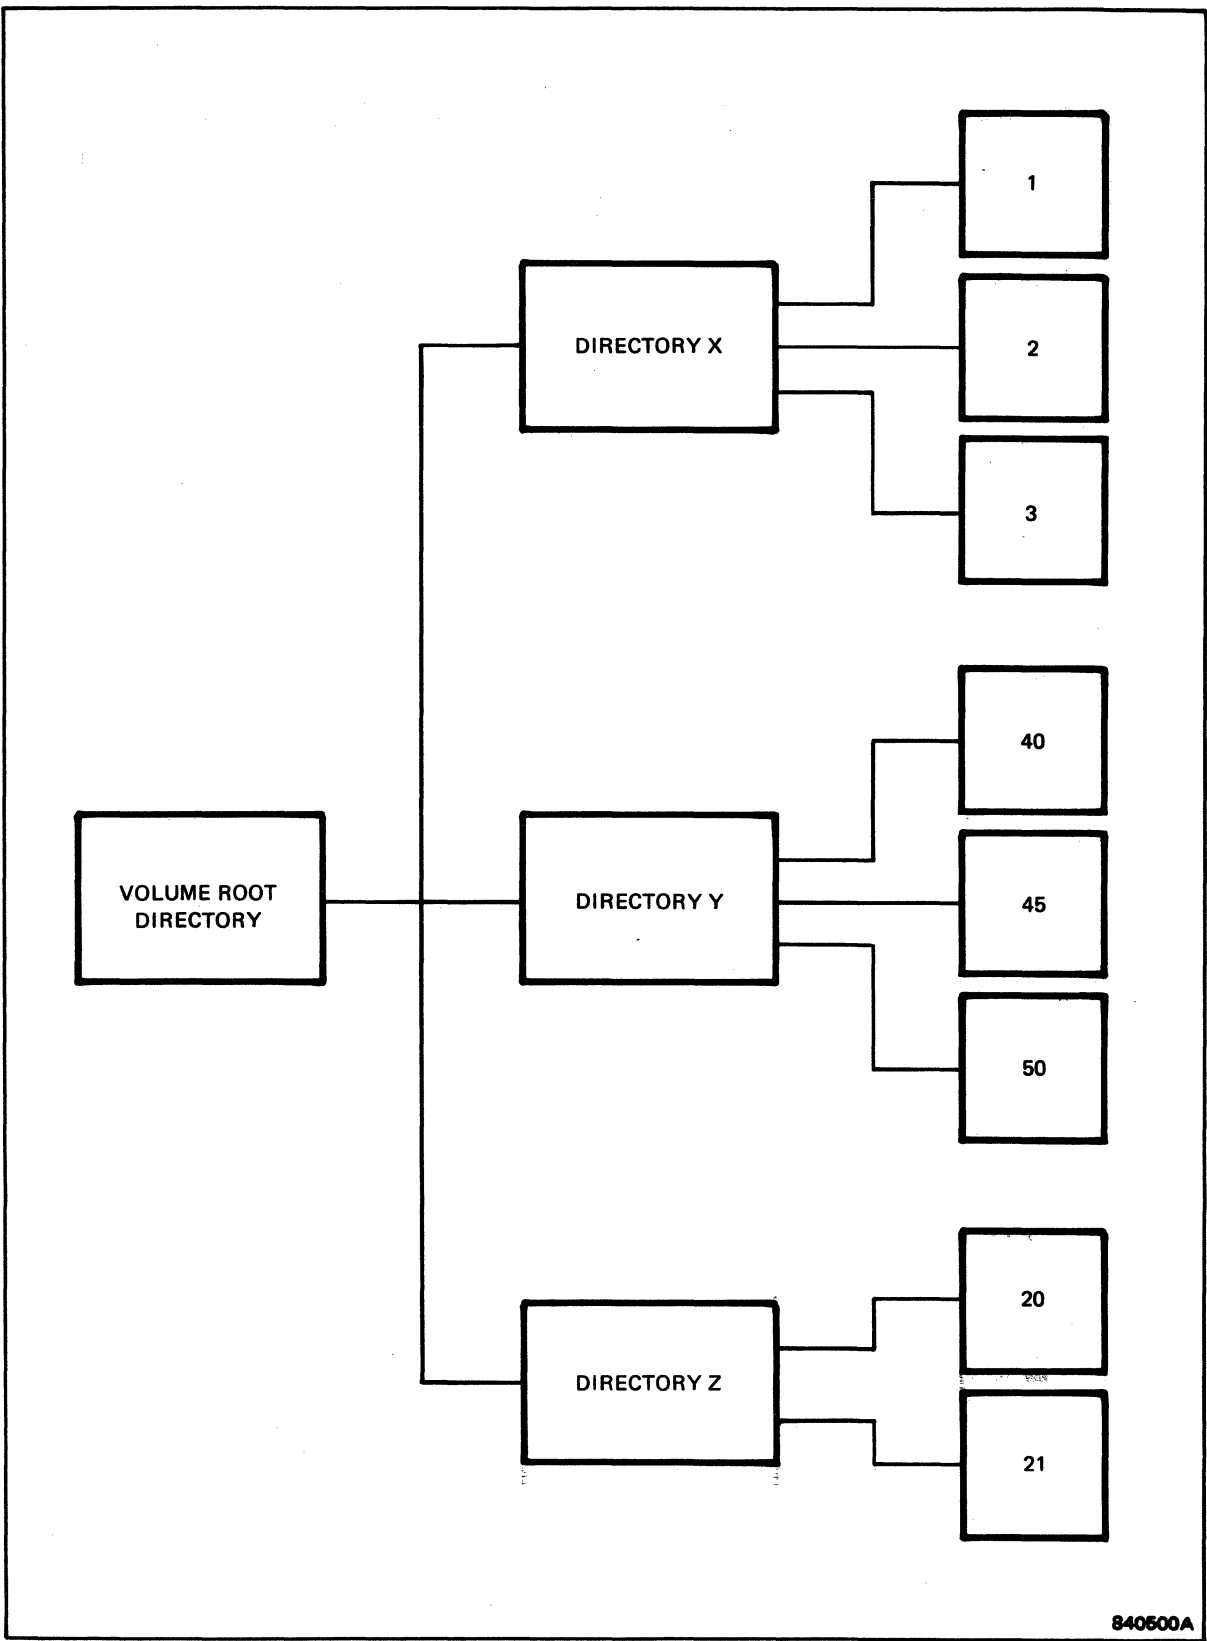 1
DIRECTORY X
2
3
40
VOLUME ROOT
DIRECTORY
DIRECTORY Y
45
50
20
DIRECTORY Z
21
840500A